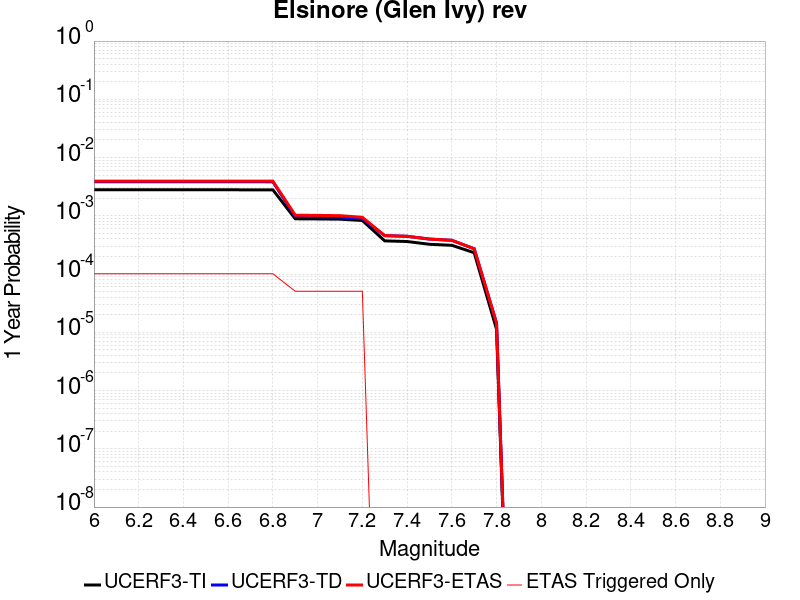 Elsinore (Glen Ivy) rev
10^0
10^-1
10^-2
10^-3
10^-4
10^-5
10^-6
10^-7
10^-8
1 Year Probability
6 6.2 6.4 6.6 6.8 7 7.2 7.4 7.6 7.8 8 8.2 8.4 8.6 8.8 9
Magnitude
UCERF3-TI UCERF3-TD UCERF3-ETAS ETAS Triggered Only